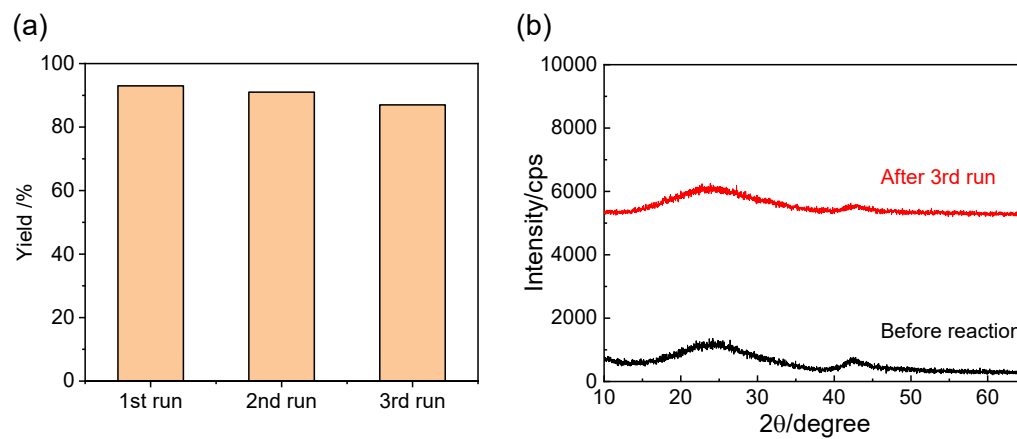 (a)
Yield /%
100
80
60
40
20
0
1st run
2nd run
3rd run
(b)
Intensity/cps
10000
8000
6000
4000
2000
0
After 3rd run
Before reaction
10
20
30
40
50
60
2θ/degree